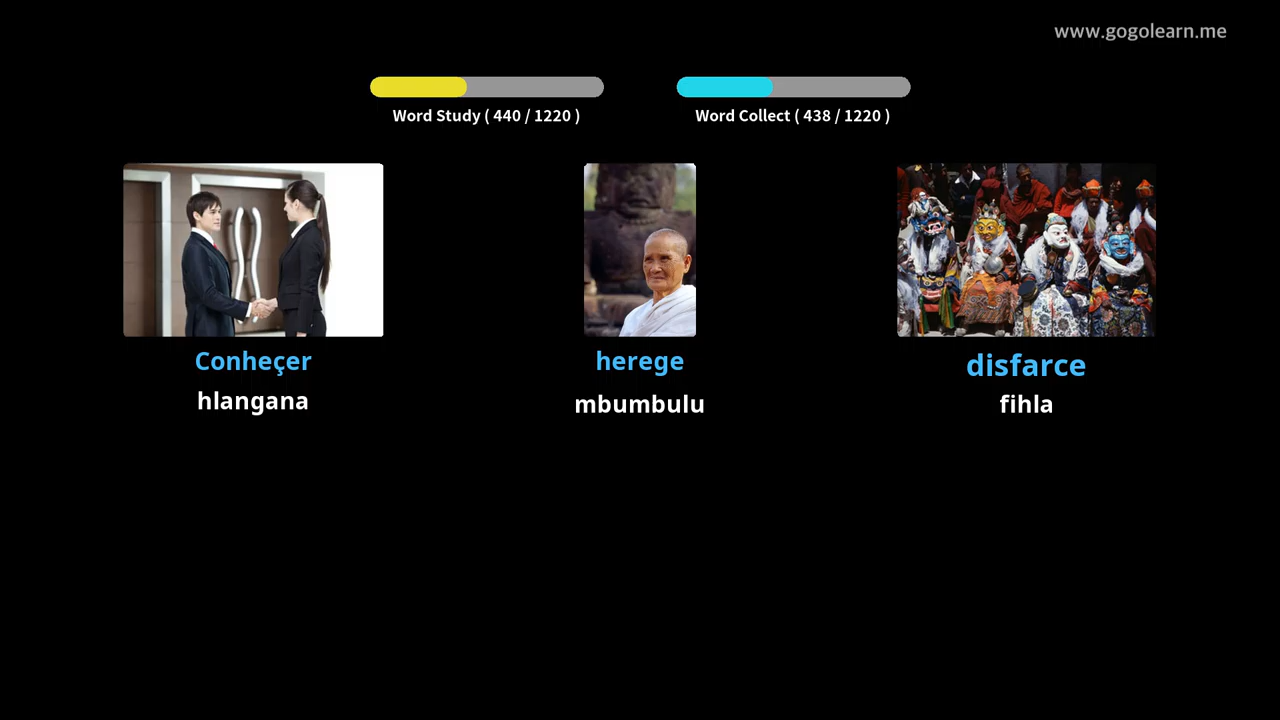 www.gogolearn.me
Word Study ( 440 / 1220 )
Word Collect ( 438 / 1220 )
Conheçer
hlangana
herege
mbumbulu
disfarce
fihla